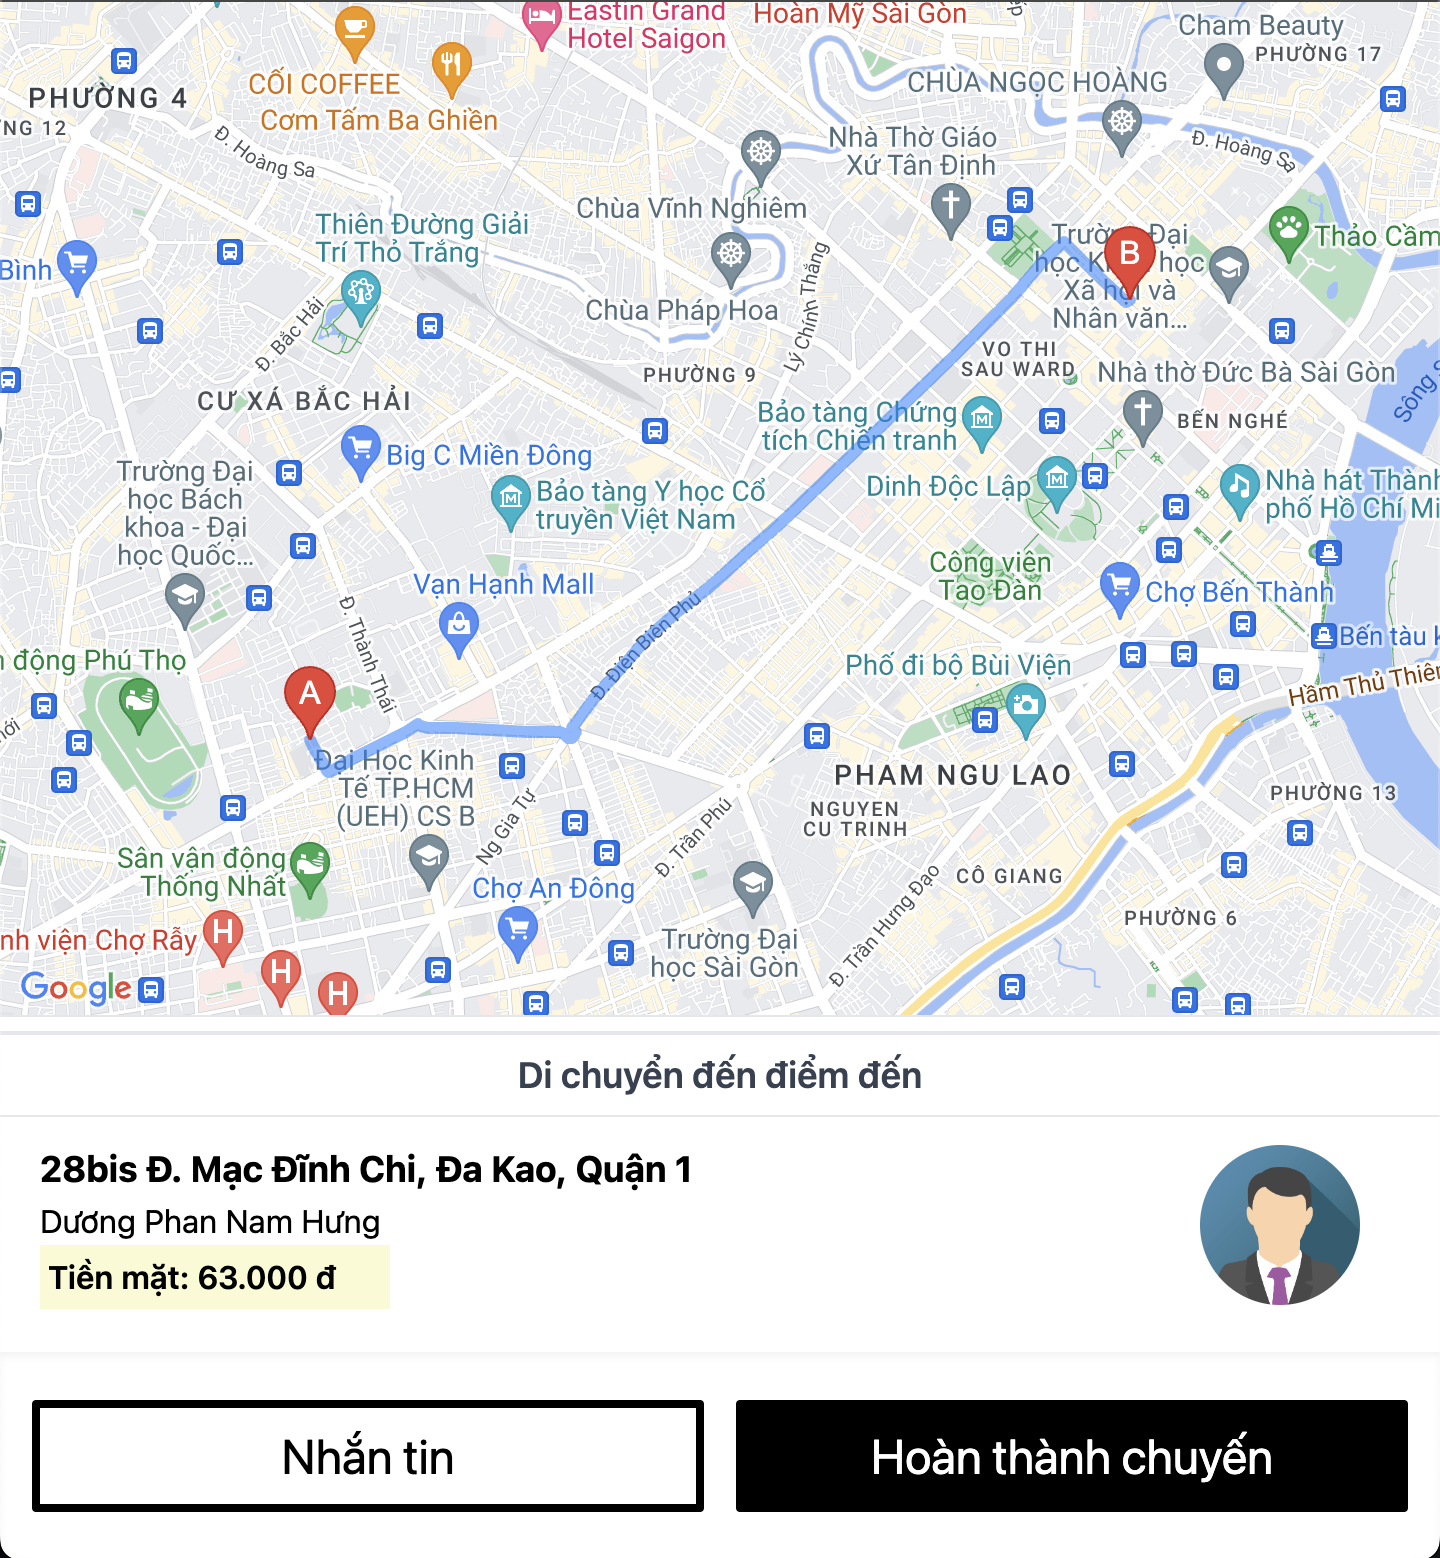 Eastin Grand
Hotel Saigon
Hoàn Mỹ Sài Gòn
Cham Beauty
PHƯỜNG 17
CỐI COFFEE
CHÙA NGỌC HOÀNG
PHƯỜNG 4
Cơm Tấm Ba Ghiền
NG 12
Đ. Hoàng Sa
Nhà Thờ Giáo
Xứ Tân Định
Đ. Hoàng Sa
Chùa Vĩnh Nghiêm
Thiên Đường Giải
Trí Thỏ Trắng
Trườ Đại
học K học
Xã hội và
Nhân văn...
B
Thảo Cầm
Bình
Lý Chính Thắng
Chùa Pháp Hoa
Đ. Bắc Hải
VO THI
SAU WARD
PHƯỜNG 9
Nhà thờ Đức Bà Sài Gòn
CƯ XÁ BẮC HẢI
Sông S
Bảo tàng Chứng
tích Chiến tranh
BẾN NGHÉ
Big C Miền Đông
Trường Đại
học Bách
khoa - Đại
học Quốc...
Bảo tàng Y học Cổ
truyền Việt Nam
Dinh Độc Lập
Nhà hát Thành
phố Hồ Chí Mi
Công viên
Tao Đàn
Vạn Hạnh Mall
Chợ Bến Thành
Đ. Thành Thái
Đ. Điện Biên Phủ
Bến tàu k
n động Phú Thọ
Phố đi bộ Bùi Viện
A
Hầm Thủ Thiêm
ới
Đại Học Kinh
Tế TP.HCM
(UEH) CS B
PHAM NGU LAO
PHƯỜNG 13
NGUYEN
CU TRINH
Ng Gia Tự
Đ. Trần Phú
Sân vận động
Thống Nhất
Chợ An Đông
CÔ GIANG
Đ. Trần Hưng Đạo
PHƯỜNG 6
nh viện Chợ Rẫy
H
Trường Đại
học Sài Gòn
H
H
Google
Di chuyển đến điểm đến
28bis Đ. Mạc Đĩnh Chi, Đa Kao, Quận 1
Dương Phan Nam Hưng
Tiền mặt: 63.000 đ
Nhắn tin
Hoàn thành chuyến